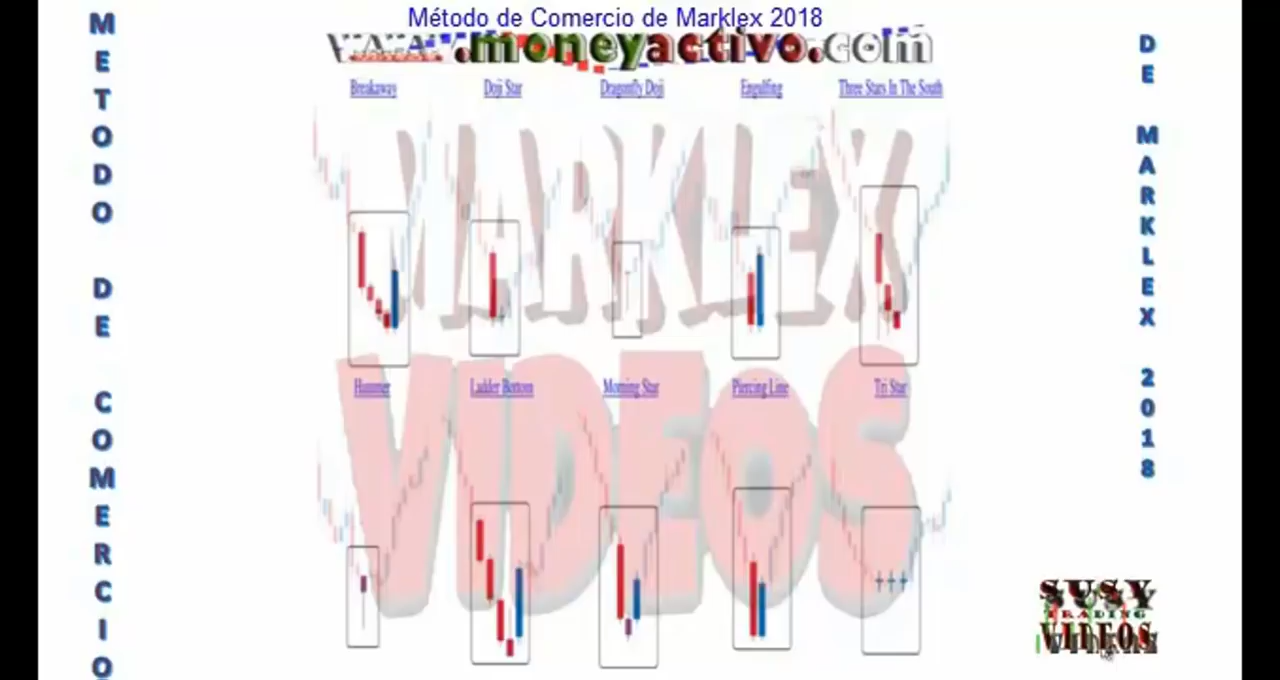 Método de Comercio de Marklex 2018
www.moneyactivo.com
Breakaway
Doji Star
Dragonfly Doji
Engulfing
Three Stars In The South
MARKLEX
VIDEOS
Hammer
Ladder Bottom
Morning Star
Piercing Line
Tri Star
METODO DE COMERCIO
DE MARKLEX 2018
SUSY
TRADING
VIDEOS